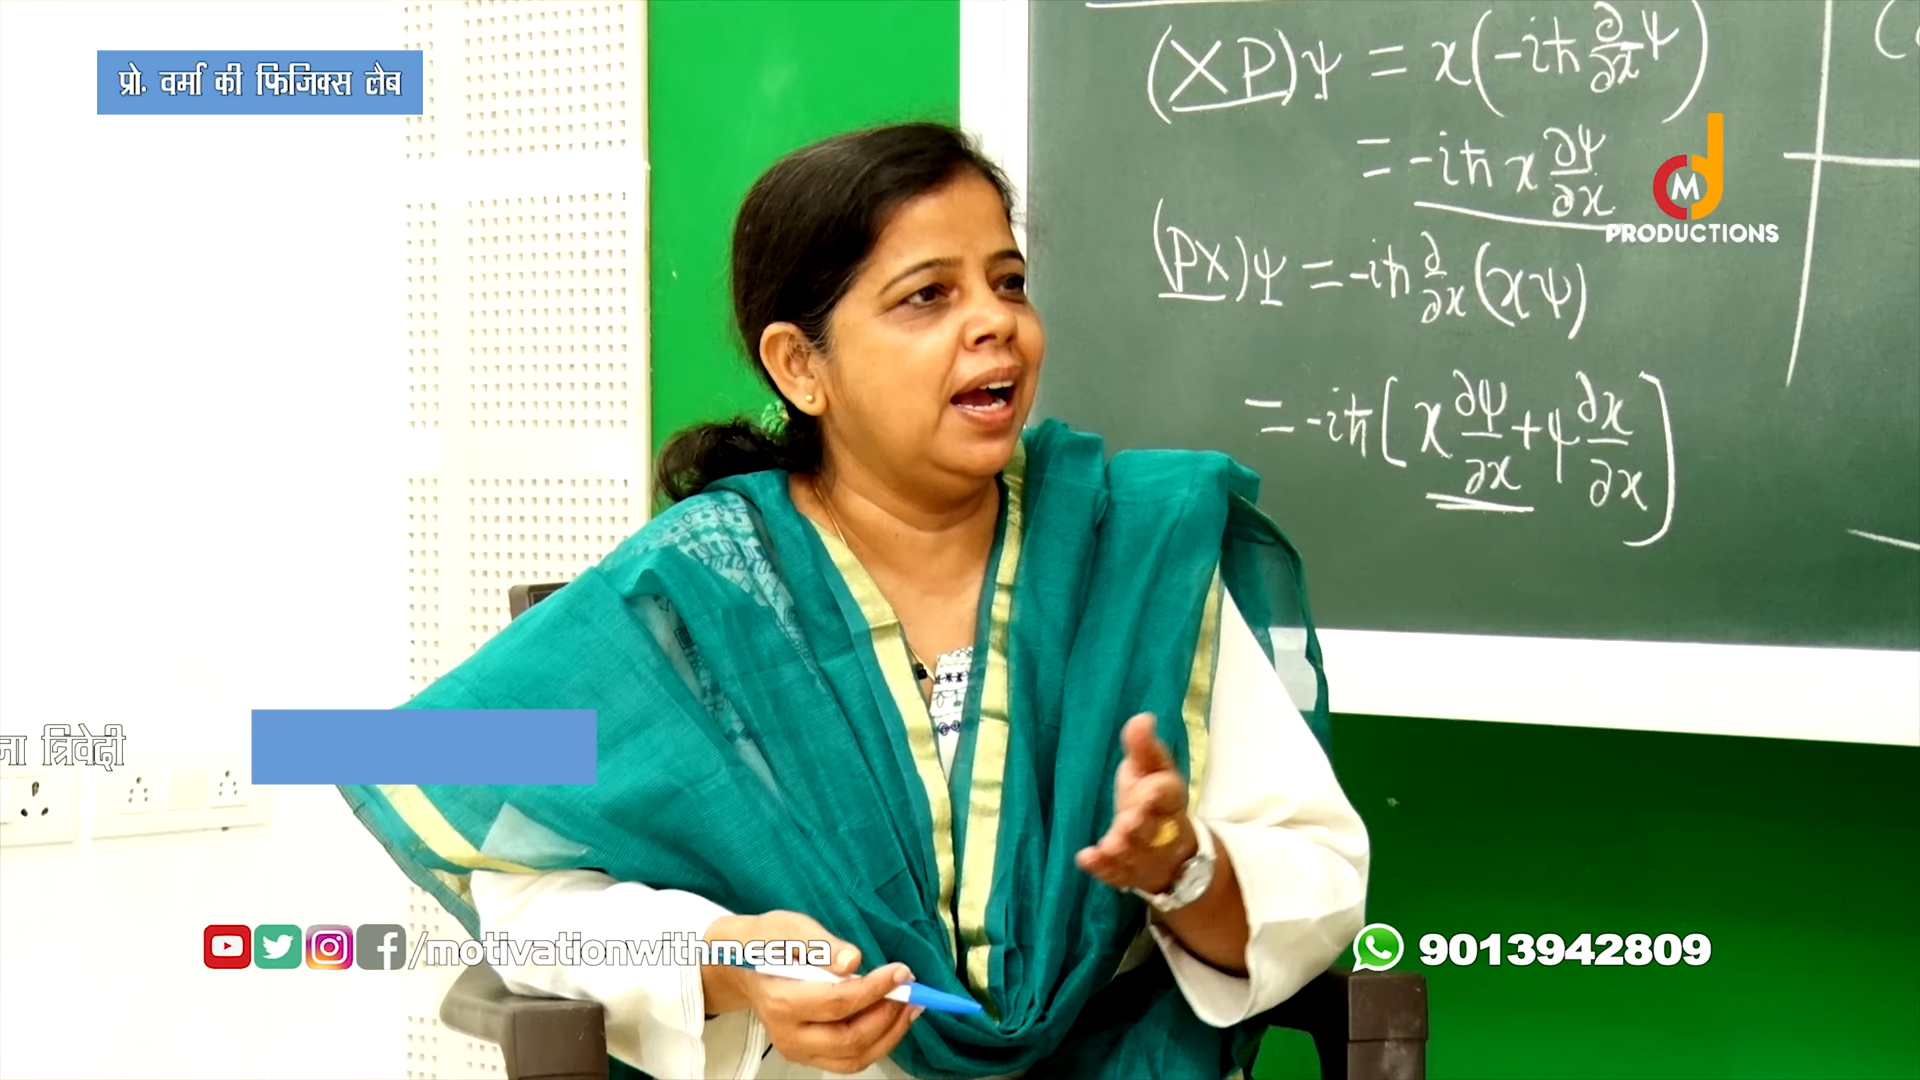 प्रो. वर्मा की फिजिक्स लैब
(XP)ψ = x(-iħ ∂/∂x ψ)
= -iħ x ∂ψ/∂x
M
PRODUCTIONS
(PX)ψ = -iħ ∂/∂x (xψ)
= -iħ [x ∂ψ/∂x + ψ ∂x/∂x]
त्रिवेदी
/motivationwithmeena
9013942809